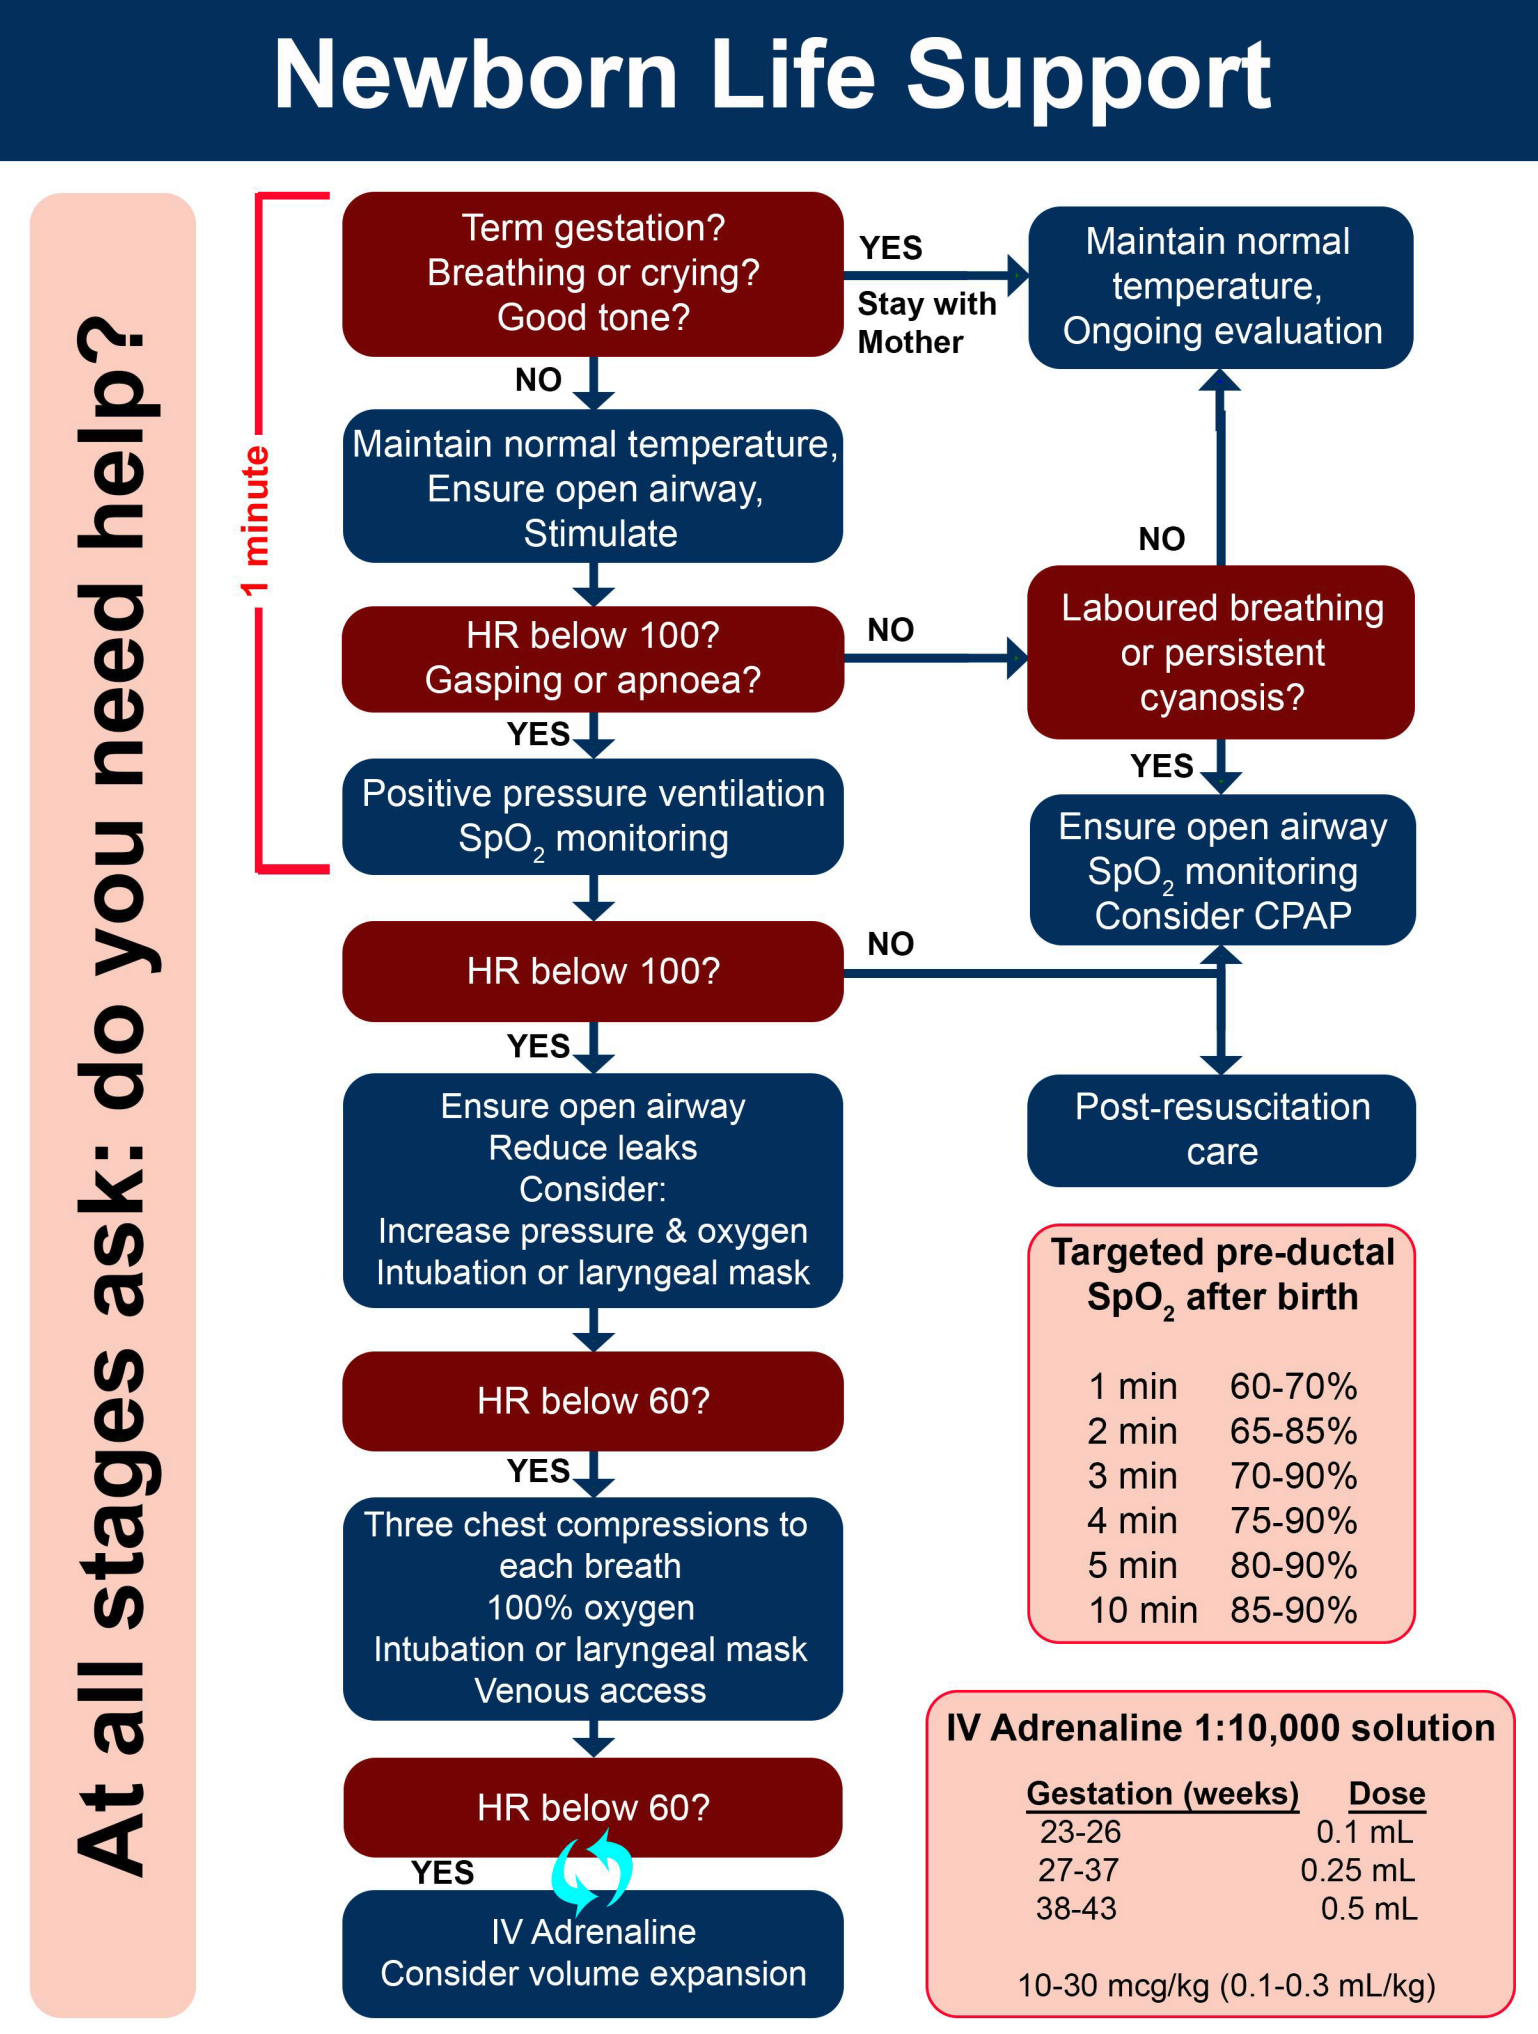 Newborn Life Support
At all stages ask: do you need help?
1 minute
Term gestation?
Breathing or crying?
Good tone?
YES
Stay with
Mother
Maintain normal
temperature,
Ongoing evaluation
NO
Maintain normal temperature,
Ensure open airway,
Stimulate
HR below 100?
Gasping or apnoea?
NO
Laboured breathing
or persistent
cyanosis?
NO
YES
Ensure open airway
SpO₂ monitoring
Consider CPAP
YES
Positive pressure ventilation
SpO₂ monitoring
HR below 100?
NO
Post-resuscitation
care
YES
Ensure open airway
Reduce leaks
Consider:
Increase pressure & oxygen
Intubation or laryngeal mask
HR below 60?
YES
Three chest compressions to
each breath
100% oxygen
Intubation or laryngeal mask
Venous access
HR below 60?
YES
IV Adrenaline
Consider volume expansion
Targeted pre-ductal
SpO₂ after birth
1 min 60-70%
2 min 65-85%
3 min 70-90%
4 min 75-90%
5 min 80-90%
10 min 85-90%
IV Adrenaline 1:10,000 solution
Gestation (weeks) Dose
23-26 0.1 mL
27-37 0.25 mL
38-43 0.5 mL
10-30 mcg/kg (0.1-0.3 mL/kg)